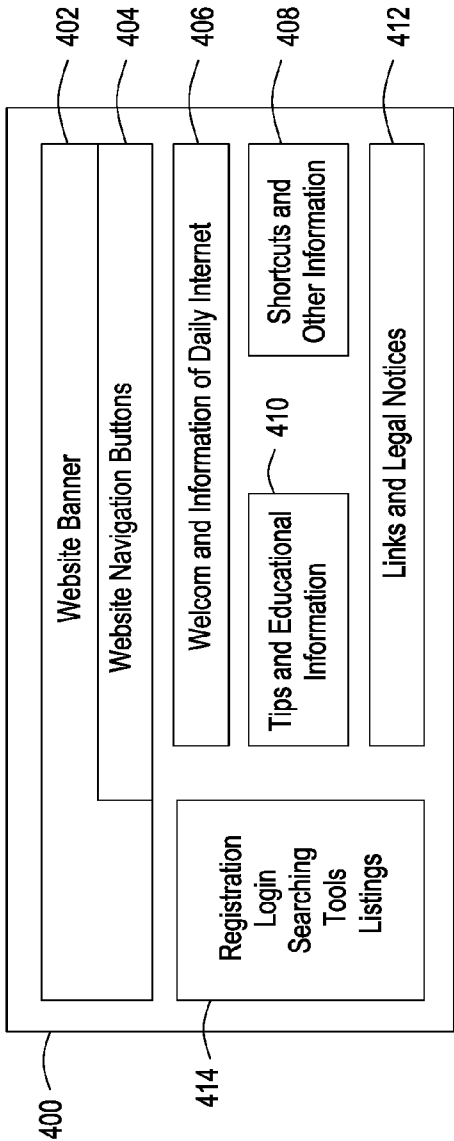 400
402
Website Banner
404
Website Navigation Buttons
406
Welcom and Information of Daily Internet
408
Shortcuts and
Other Information
410
Tips and Educational
Information
412
Links and Legal Notices
414
Registration
Login
Searching
Tools
Listings